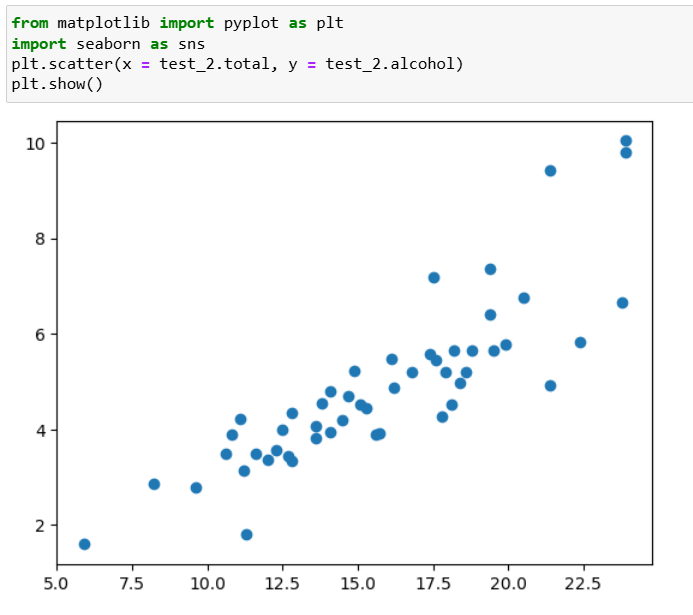 from matplotlib import pyplot as plt
import seaborn as sns
plt.scatter(x = test_2.total, y = test_2.alcohol)
plt.show()
10
8
6
4
2
5.0 7.5 10.0 12.5 15.0 17.5 20.0 22.5